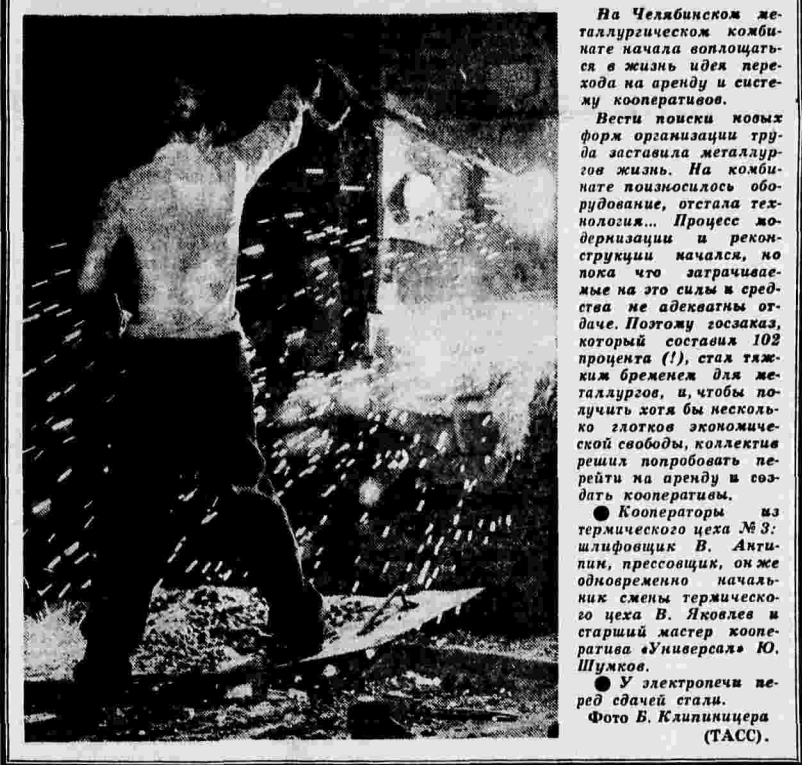 На Челябинском ме-
таллургическом комби-
нате начала воплощать-
ся в жизнь идея пере-
хода на аренду и систе-
му кооперативов.
Вести поиски новых
форм организации тру-
да заставила металлур-
гов жизнь. На комби-
нате поизносилось обо-
рудование, отстала тех-
нология... Процесс мо-
дернизации и рекон-
струкции начался, но
пока что затрачивае-
мые на это силы и сред-
ства не адекватны от-
даче. Поэтому госзаказ,
который составил 102
процента (!), стал тяж-
ким бременем для ме-
таллургов, и, чтобы по-
лучить хотя бы несколь-
ко глотков экономиче-
ской свободы, коллектив
решил попробовать пе-
рейти на аренду и соз-
дать кооперативы.
● Кооператоры из
термического цеха № 3:
шлифовщик В. Анти-
пин, прессовщик, он же
одновременно началь-
ник смены термическо-
го цеха В. Яковлев и
старший мастер коопе-
ратива «Универсал» Ю.
Шумков.
● У электропечи пе-
ред сдачей стали.
Фото Б. Клипиницера
(ТАСС).